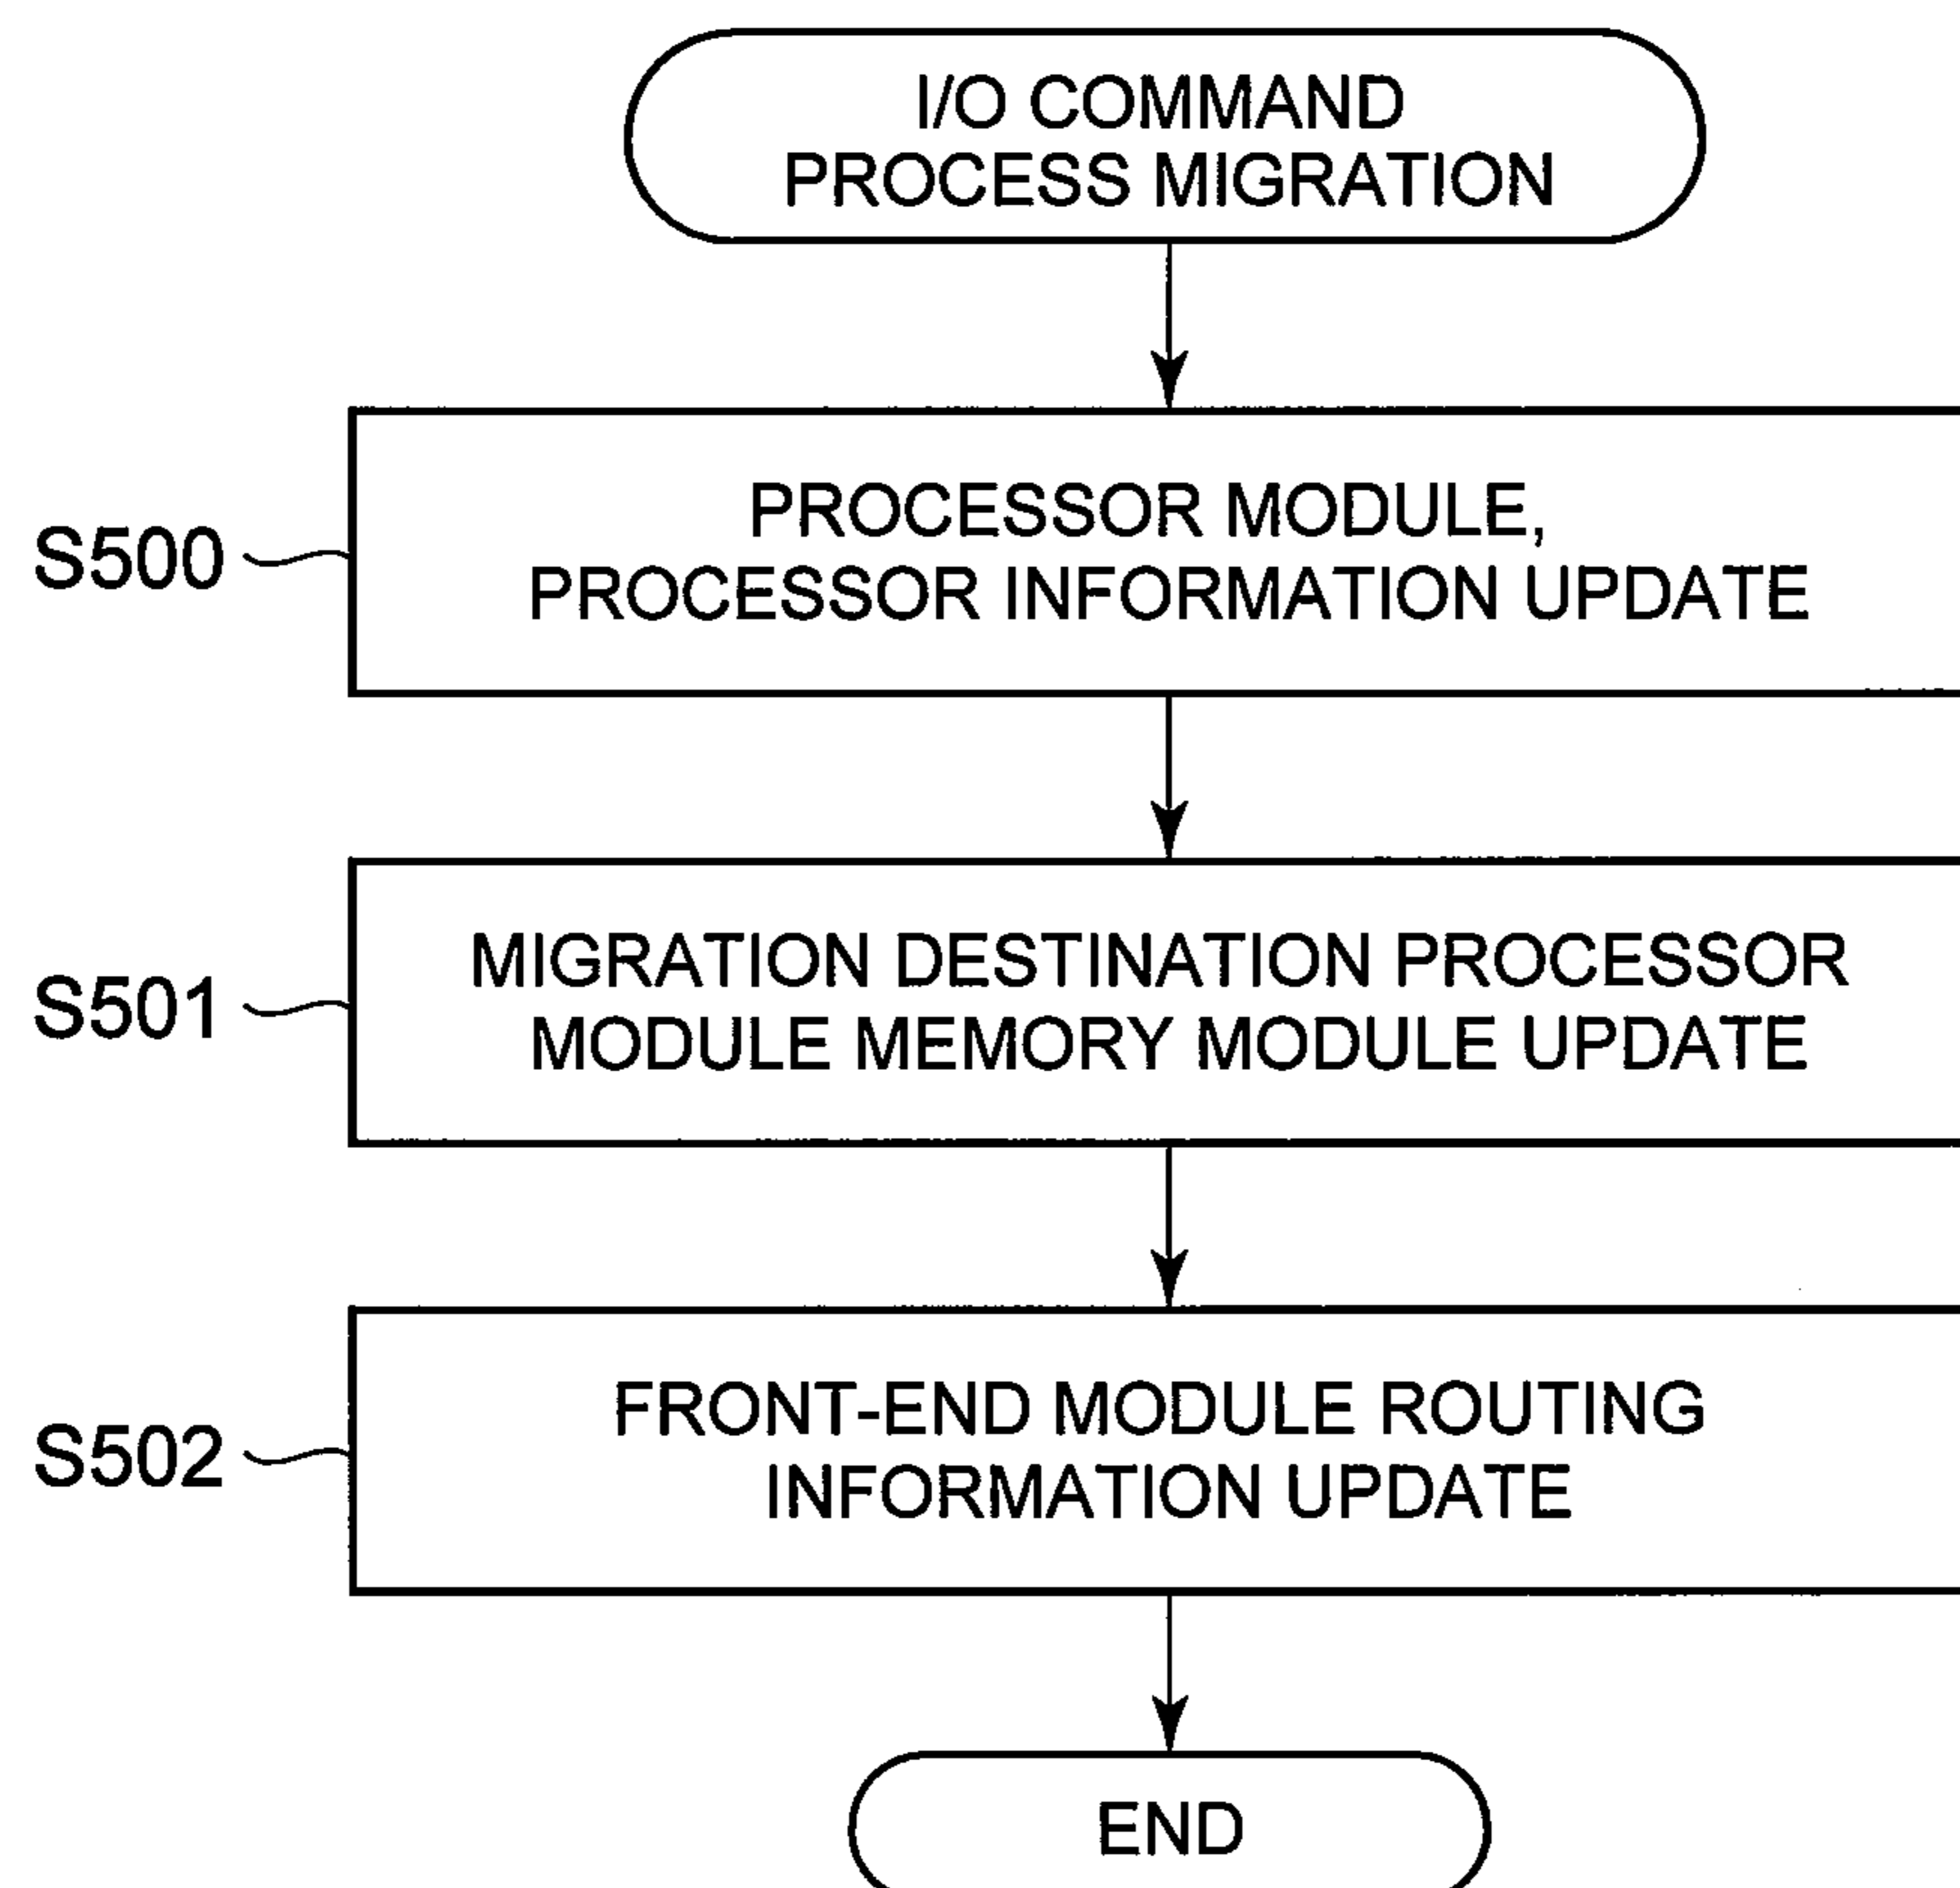 I/O COMMAND
PROCESS MIGRATION
S500
PROCESSOR MODULE,
PROCESSOR INFORMATION UPDATE
S501
MIGRATION DESTINATION PROCESSOR
MODULE MEMORY MODULE UPDATE
S502
FRONT-END MODULE ROUTING
INFORMATION UPDATE
END